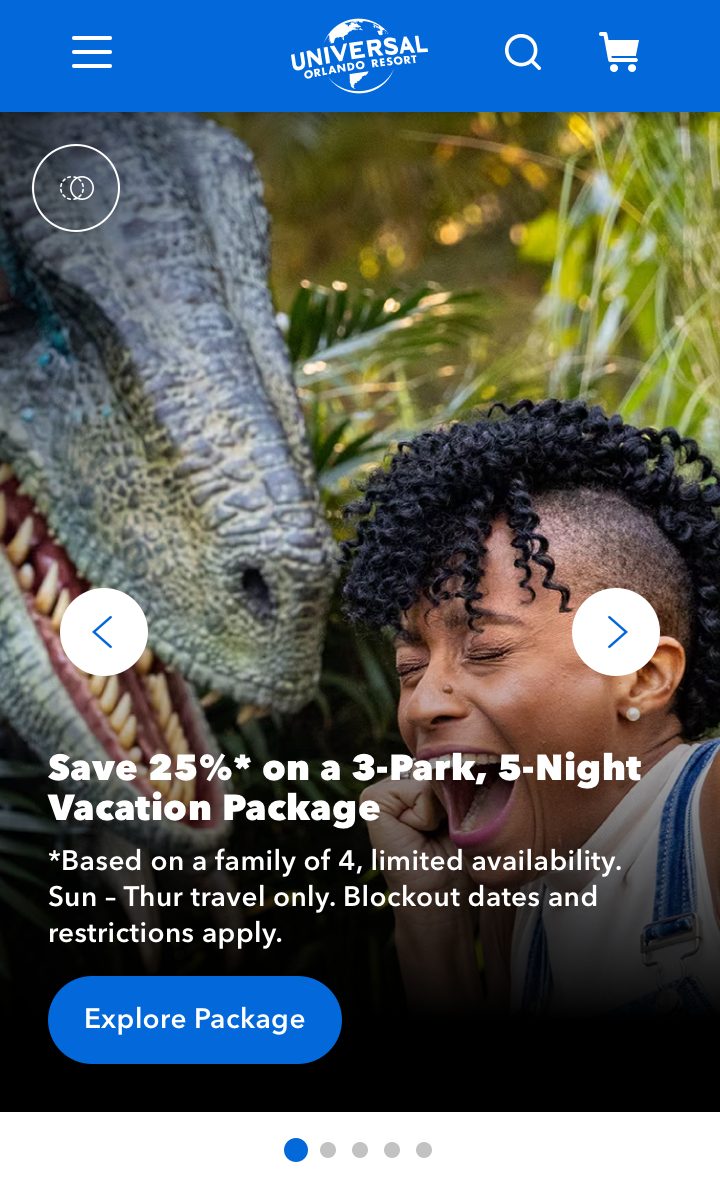 UNIVERSAL
ORLANDO RESORT
Save 25%* on a 3-Park, 5-Night
Vacation Package
*Based on a family of 4, limited availability.
Sun – Thur travel only. Blockout dates and
restrictions apply.
Explore Package